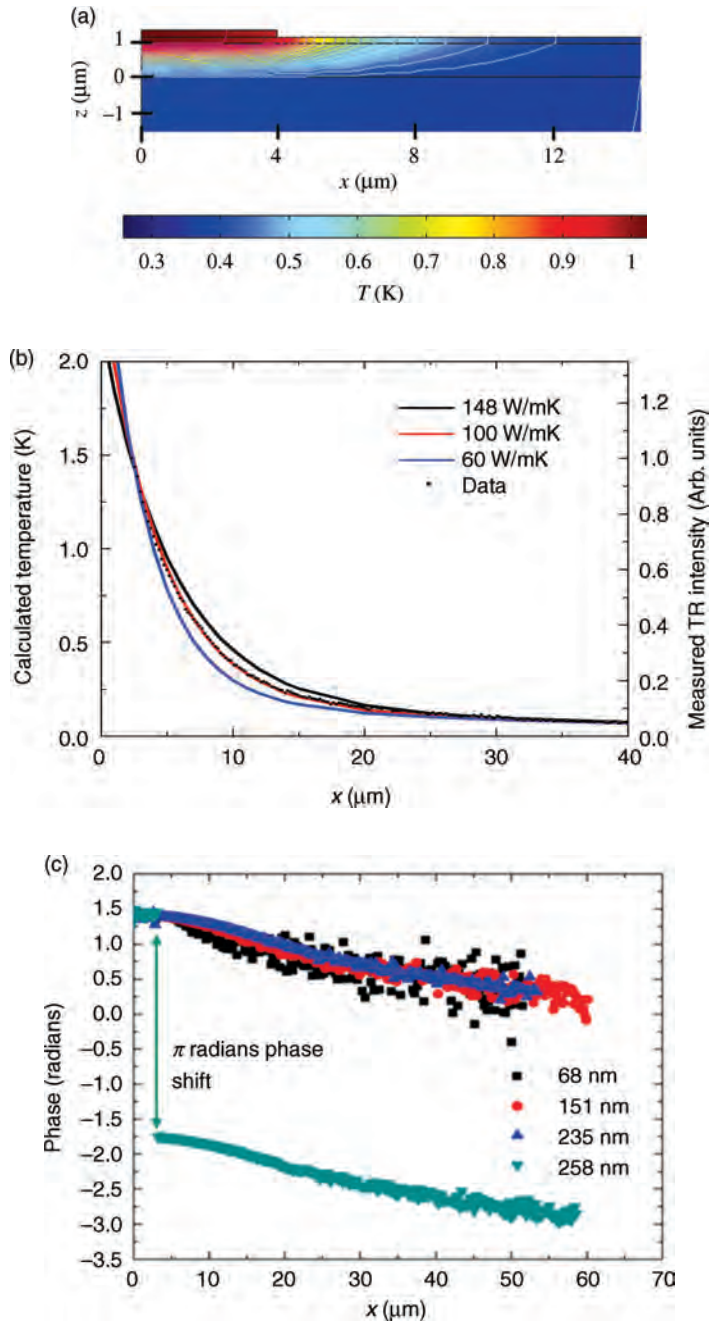 (a)
1
0
−1
z (μm)
0
4
8
12
x (μm)
0.3
0.4
0.5
0.6
0.7
0.8
0.9
1
T (K)
(b)
2.0
1.5
1.0
0.5
0.0
Calculated temperature (K)
148 W/mK
100 W/mK
60 W/mK
Data
1.2
1.0
0.8
0.6
0.4
0.2
0.0
Measured TR intensity (Arb. units)
0
10
20
30
40
x (μm)
(c)
2.0
1.5
1.0
0.5
0.0
−0.5
−1.0
−1.5
−2.0
−2.5
−3.0
−3.5
Phase (radians)
π radians phase
shift
68 nm
151 nm
235 nm
258 nm
0
10
20
30
40
50
60
70
x (μm)